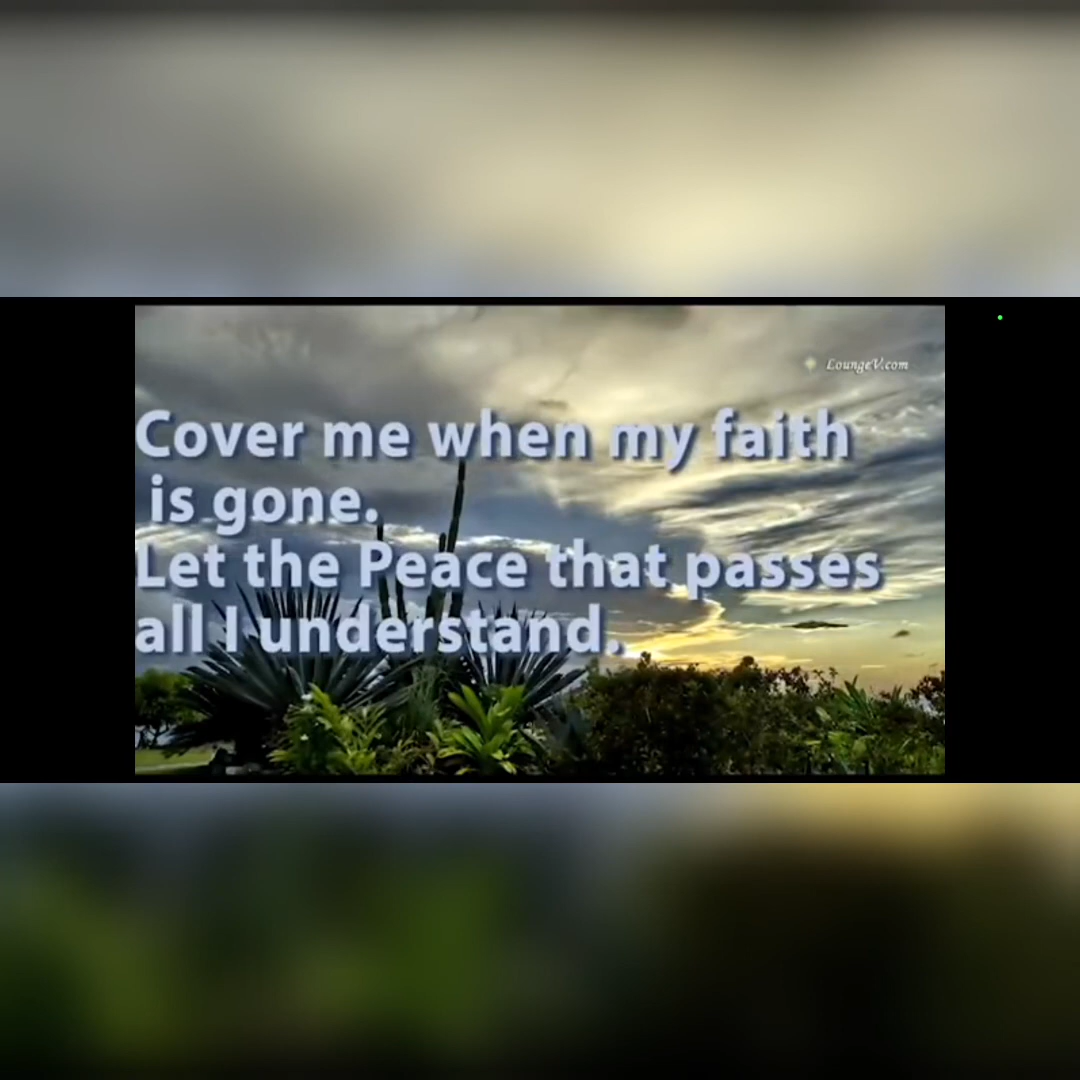 LoungeV.com
Cover me when my faith
is gone.
Let the Peace that passes
all I understand.